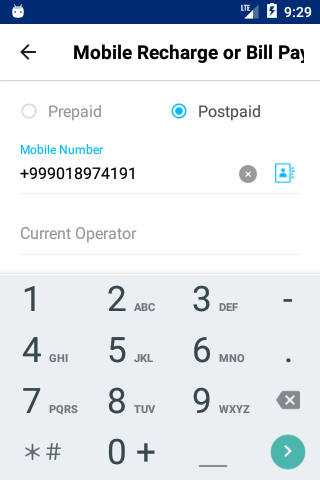 LTE 9:29
Mobile Recharge or Bill Pay
Prepaid Postpaid
Mobile Number
+999018974191
Current Operator
1 2 ABC 3 DEF -
4 GHI 5 JKL 6 MNO .
7 PQRS 8 TUV 9 WXYZ
*# 0 + _